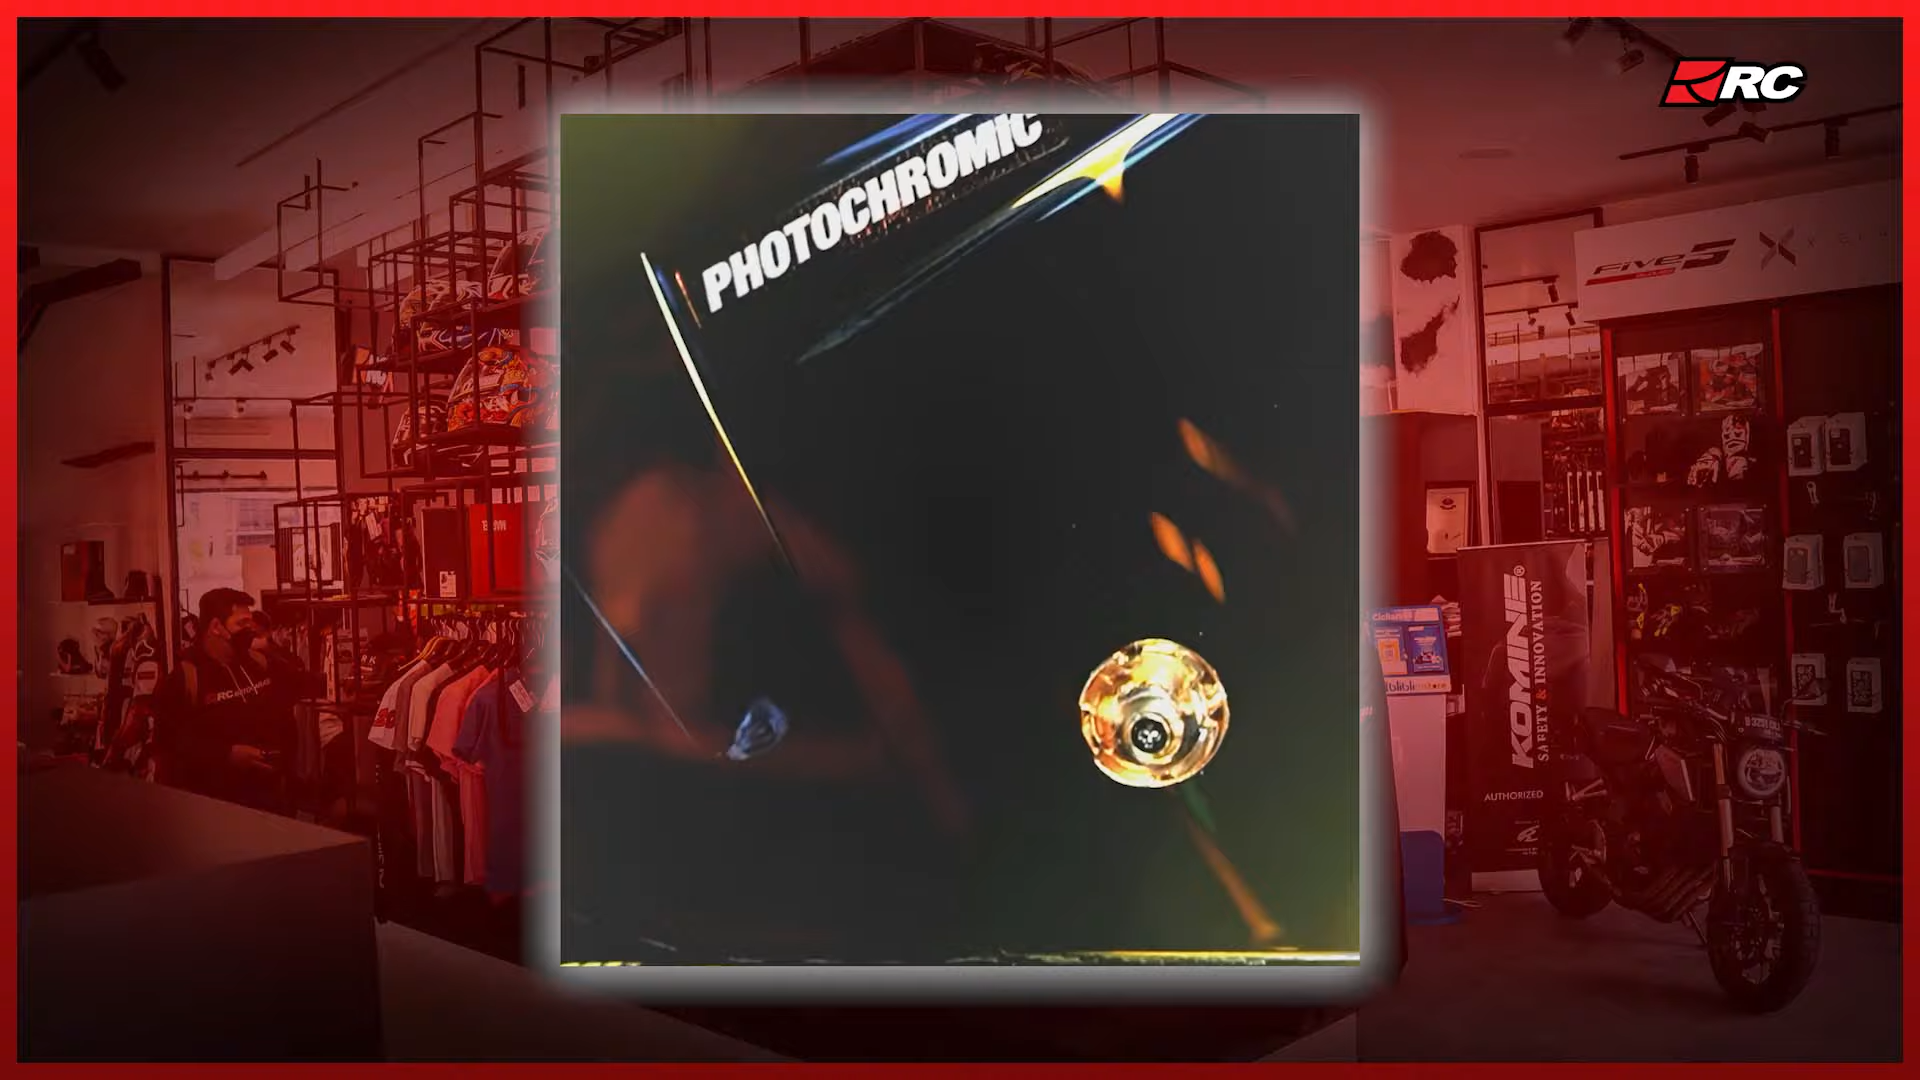 RC
PHOTOCHROMIC
Five5
KOMINE®
SAFETY & INNOVATION
AUTHORIZED